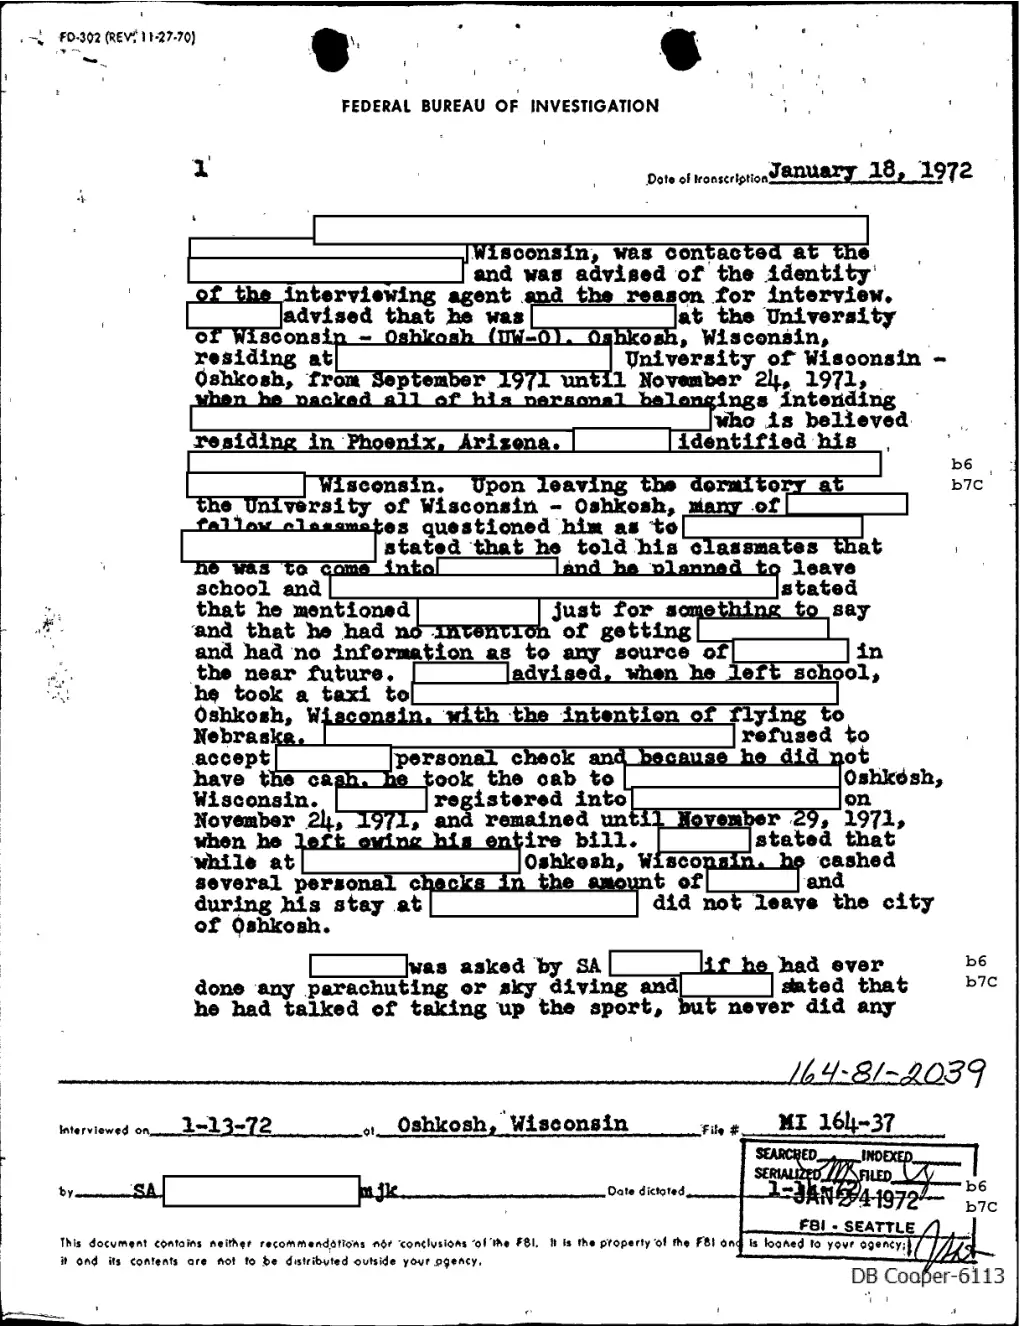 FD-302 (REV. 11-27-70)
FEDERAL BUREAU OF INVESTIGATION
1
Date of transcription January 18, 1972
Wisconsin, was contacted at the
and was advised of the identity
of the interviewing agent and the reason for interview.
advised that he was at the University
of Wisconsin - Oshkosh (UW-O), Oshkosh, Wisconsin,
residing at University of Wisconsin -
Oshkosh, from September 1971 until November 24, 1971,
when he packed all of his personal belongings intending
who is believed
residing in Phoenix, Arizona. identified his
b6
b7C
Wisconsin. Upon leaving the dormitory at
the University of Wisconsin - Oshkosh, many of
fellow classmates questioned him as to
stated that he told his classmates that
he was to come into and he planned to leave
school and stated
that he mentioned just for something to say
and that he had no intention of getting
and had no information as to any source of in
the near future. advised, when he left school,
he took a taxi to
Oshkosh, Wisconsin, with the intention of flying to
Nebraska. refused to
accept personal check and because he did not
have the cash, he took the cab to Oshkosh,
Wisconsin. registered into on
November 24, 1971, and remained until November 29, 1971,
when he left owing his entire bill. stated that
while at Oshkosh, Wisconsin, he cashed
several personal checks in the amount of and
during his stay at did not leave the city
of Oshkosh.
was asked by SA if he had ever
b6
done any parachuting or sky diving and stated that
b7C
he had talked of taking up the sport, but never did any
164-81-2039
Interviewed on 1-13-72 at Oshkosh, Wisconsin File # MI 164-37
SEARCHED INDEXED
SERIALIZED FILED
by SA mjk Date dictated
b6
JAN 24 1972
b7C
FBI - SEATTLE
This document contains neither recommendations nor conclusions of the FBI. It is the property of the FBI and is loaned to your agency;
it and its contents are not to be distributed outside your agency.
DB Cooper-6113